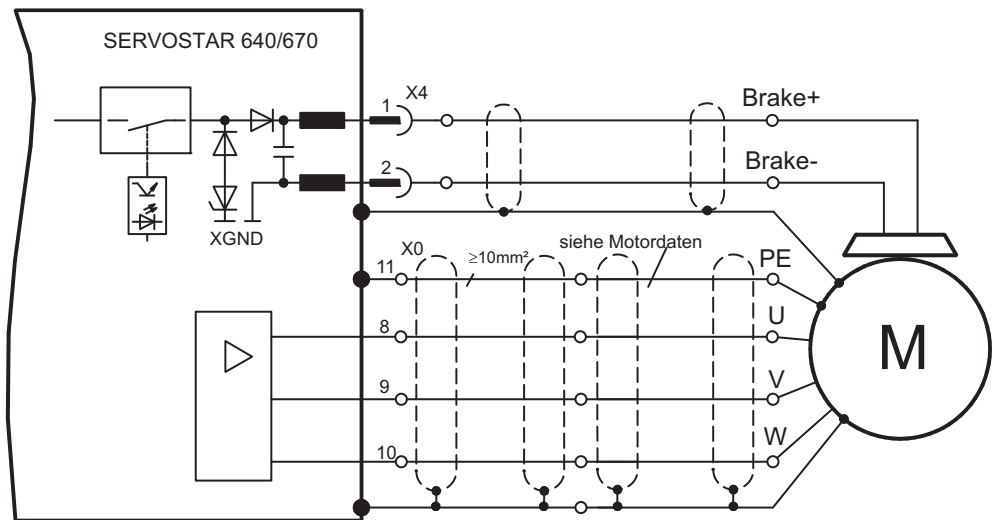 SERVOSTAR 640/670
1 X4
Brake+
2
Brake-
XGND
11 X0
≥10mm²
siehe Motordaten
PE
8
U
9
V
10
W
M